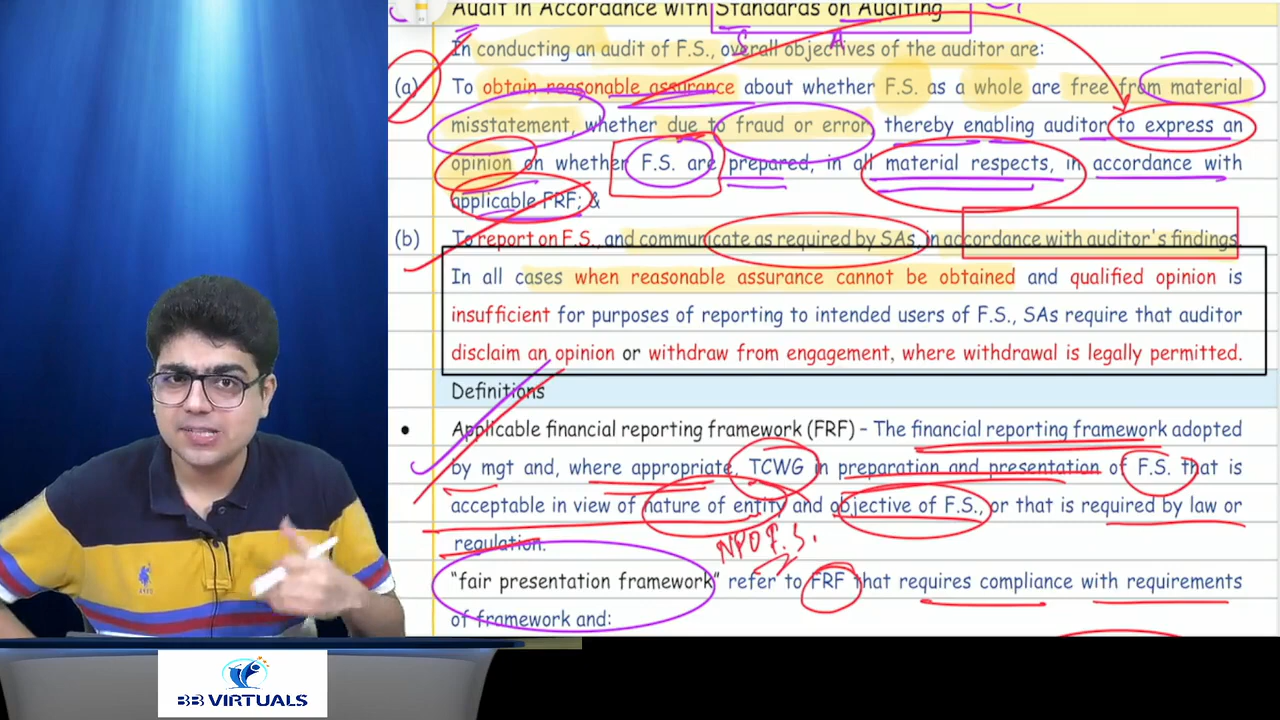 Audit in Accordance with Standards on Auditing
S A
In conducting an audit of F.S., overall objectives of the auditor are:
(a) To obtain reasonable assurance about whether F.S. as a whole are free from material
misstatement, whether due to fraud or error, thereby enabling auditor to express an
opinion on whether F.S. are prepared, in all material respects, in accordance with
applicable FRF; &
(b) To report on F.S., and communicate as required by SAs, in accordance with auditor's findings
In all cases when reasonable assurance cannot be obtained and qualified opinion is
insufficient for purposes of reporting to intended users of F.S., SAs require that auditor
disclaim an opinion or withdraw from engagement, where withdrawal is legally permitted.
Definitions
• Applicable financial reporting framework (FRF) – The financial reporting framework adopted
by mgt and, where appropriate, TCWG in preparation and presentation of F.S. that is
acceptable in view of nature of entity and objective of F.S., or that is required by law or
regulation.
NPO F.S.
“fair presentation framework” refer to FRF that requires compliance with requirements
of framework and:
BB VIRTUALS